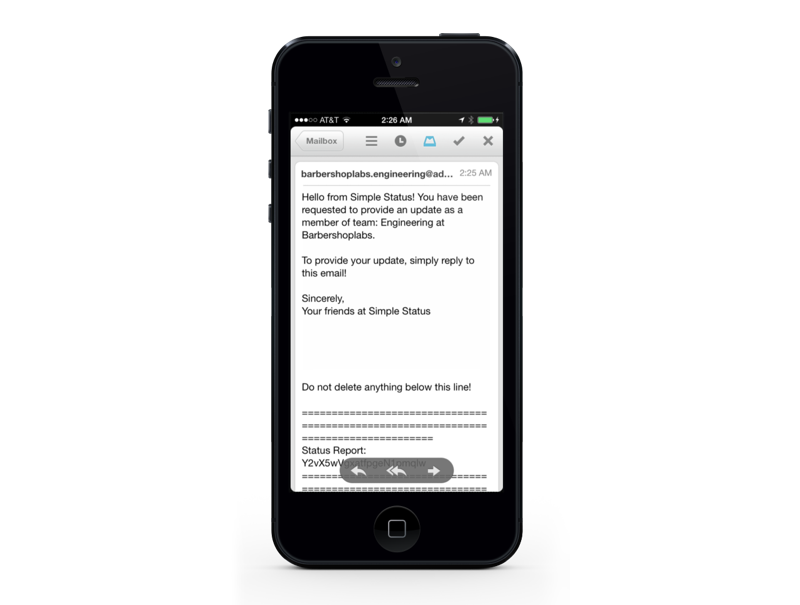 AT&T 2:26 AM
Mailbox
barbershoplabs.engineering@ad... 2:25 AM
Hello from Simple Status! You have been
requested to provide an update as a
member of team: Engineering at
Barbershoplabs.
To provide your update, simply reply to
this email!
Sincerely,
Your friends at Simple Status
Do not delete anything below this line!
===================================
===================================
=========================
Status Report: